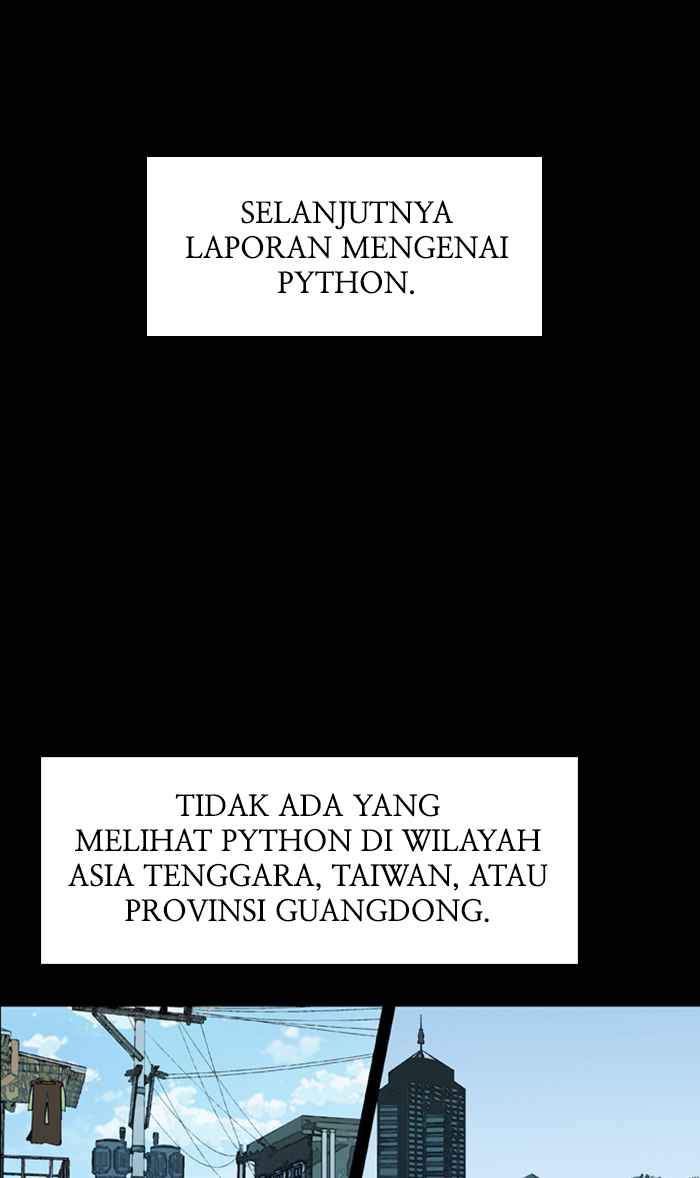 SELANJUTNYA
LAPORAN MENGENAI
PYTHON.
TIDAK ADA YANG
MELIHAT PYTHON DI WILAYAH
ASIA TENGGARA, TAIWAN, ATAU
PROVINSI GUANGDONG.